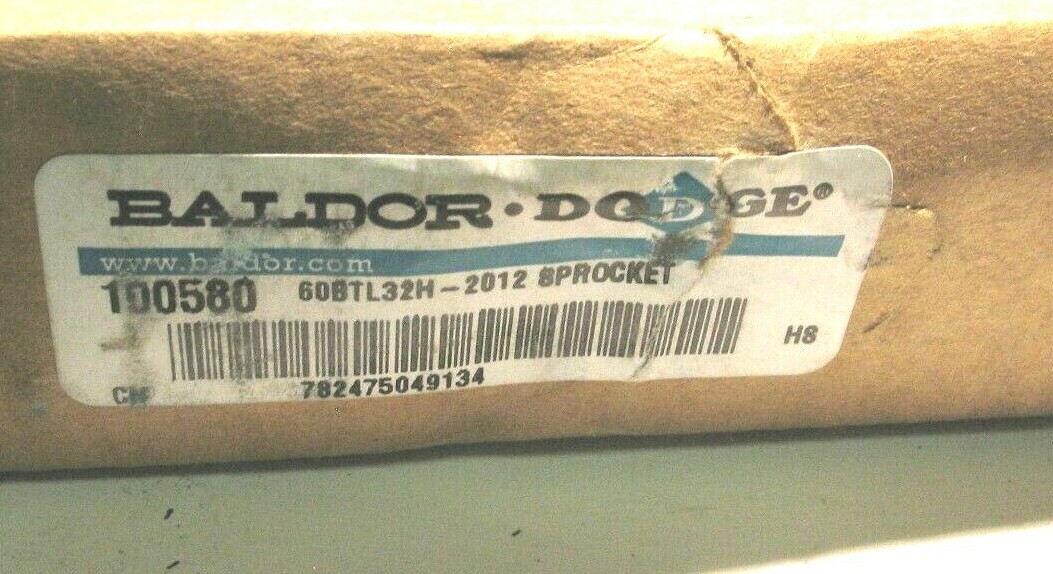 BALDOR · DODGE®
www.baldor.com
100580 60BTL32H-2012 SPROCKET
H8
782475049134